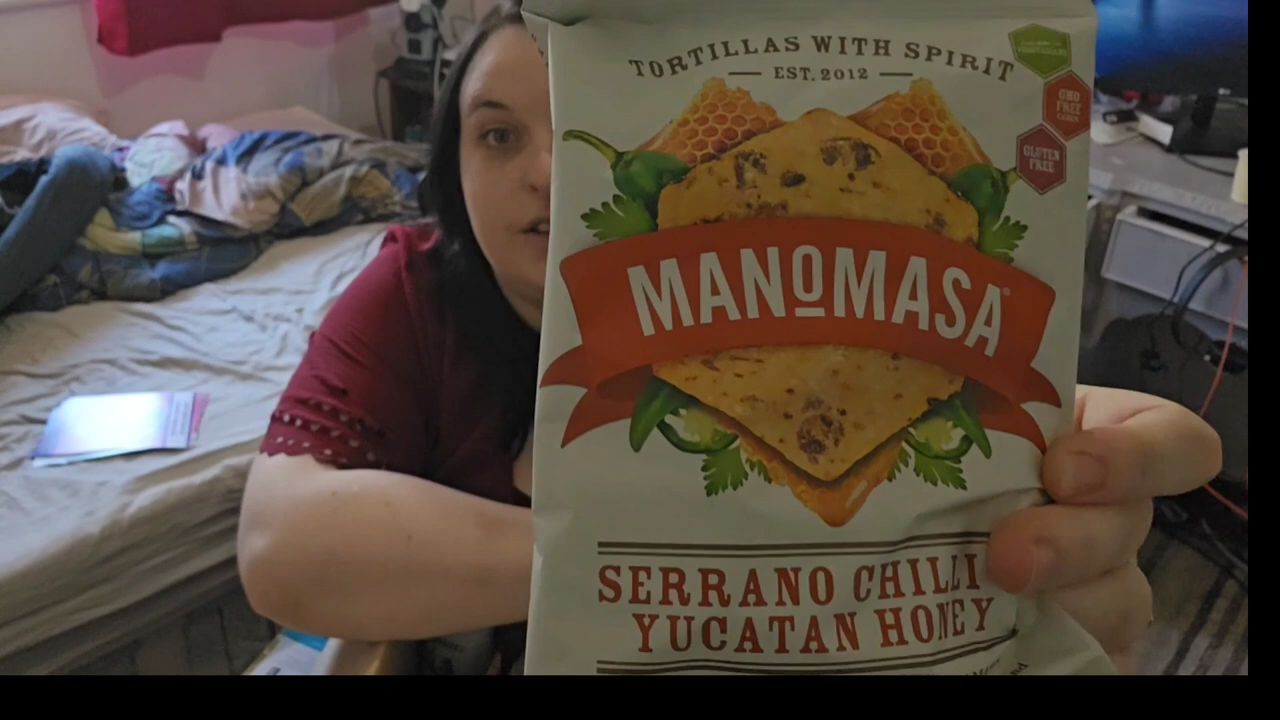 TORTILLAS WITH SPIRIT
EST. 2012
GMO
FREE
GLUTEN
FREE
MANOMASA
SERRANO CHILLI
YUCATAN HONEY